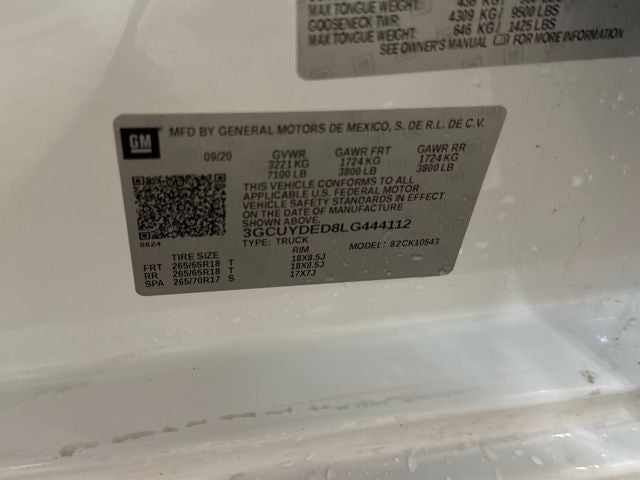 MAX TONGUE WEIGHT:
GOOSENECK TWR: 4309 KG/ 9500 LBS
MAX TONGUE WEIGHT: 646 KG/ 1425 LBS
SEE OWNER'S MANUAL FOR MORE INFORMATION
GM MFD BY GENERAL MOTORS DE MEXICO, S. DE R.L. DE C.V.
09/20 GVWR GAWR FRT GAWR RR
3221 KG 1724 KG 1724 KG
7100 LB 3800 LB 3800 LB
THIS VEHICLE CONFORMS TO ALL
APPLICABLE U.S. FEDERAL MOTOR
VEHICLE SAFETY STANDARDS IN EFFECT
ON THE DATE OF MANUFACTURE
SHOWN ABOVE.
3GCUYDED8LG444112
8624 TYPE: TRUCK MODEL: 82CK10543
TIRE SIZE RIM
FRT 265/65R18 T 18X8.5J
RR 265/65R18 T 18X8.5J
SPA 265/70R17 S 17X7J